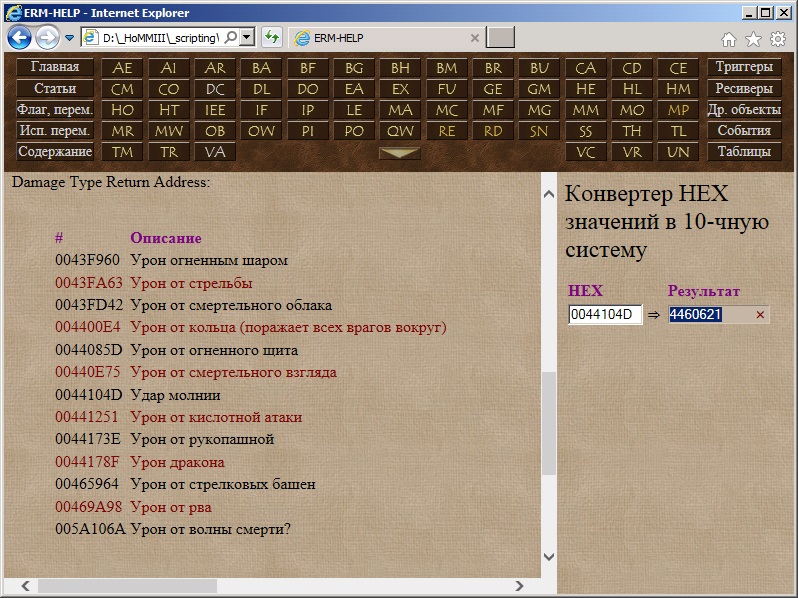 ERM-HELP - Internet Explorer
D:\_HoMMIII\_scripting\
ERM-HELP
Главная AE AI AR BA BF BG BH BM BR BU CA CD CE Триггеры
Статьи CM CO DC DL DO EA EX FU GE GM HE HL HM Ресиверы
Флаг, перем. HO HT IEE IF IP LE MA MC MF MG MM MO MP Др. объекты
Исп. перем. MR MW OB OW PI PO QW RE RD SN SS TH TL События
Содержание TM TR VA VC VR UN Таблицы
Damage Type Return Address:
# Описание
0043F960 Урон огненным шаром
0043FA63 Урон от стрельбы
0043FD42 Урон от смертельного облака
004400E4 Урон от кольца (поражает всех врагов вокруг)
0044085D Урон от огненного щита
00440E75 Урон от смертельного взгляда
0044104D Удар молнии
00441251 Урон от кислотной атаки
0044173E Урон от рукопашной
0044178F Урон дракона
00465964 Урон от стрелковых башен
00469A98 Урон от рва
005A106A Урон от волны смерти?
Конвертер HEX
значений в 10-чную
систему
HEX Результат
0044104D ⇒ 4460621 ×